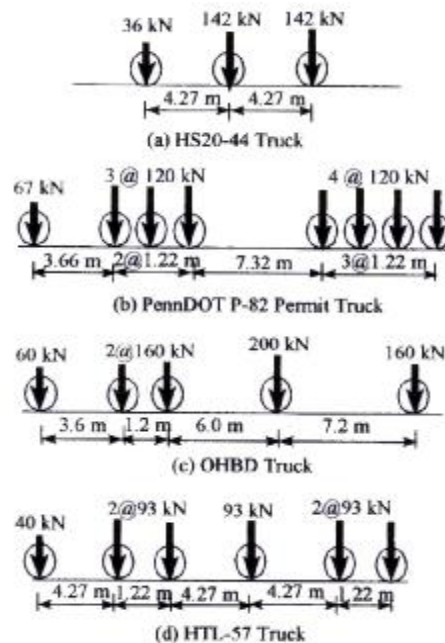 36 kN 142 kN 142 kN
4.27 m 4.27 m
(a) HS20-44 Truck
67 kN 3 @ 120 kN 4 @ 120 kN
3.66 m 2@1.22 m 7.32 m 3@1.22 m
(b) PennDOT P-82 Permit Truck
60 kN 2@160 kN 200 kN 160 kN
3.6 m 1.2 m 6.0 m 7.2 m
(c) OHBD Truck
40 kN 2@93 kN 93 kN 2@93 kN
4.27 m 1.22 m 4.27 m 4.27 m 1.22 m
(d) HTL-57 Truck